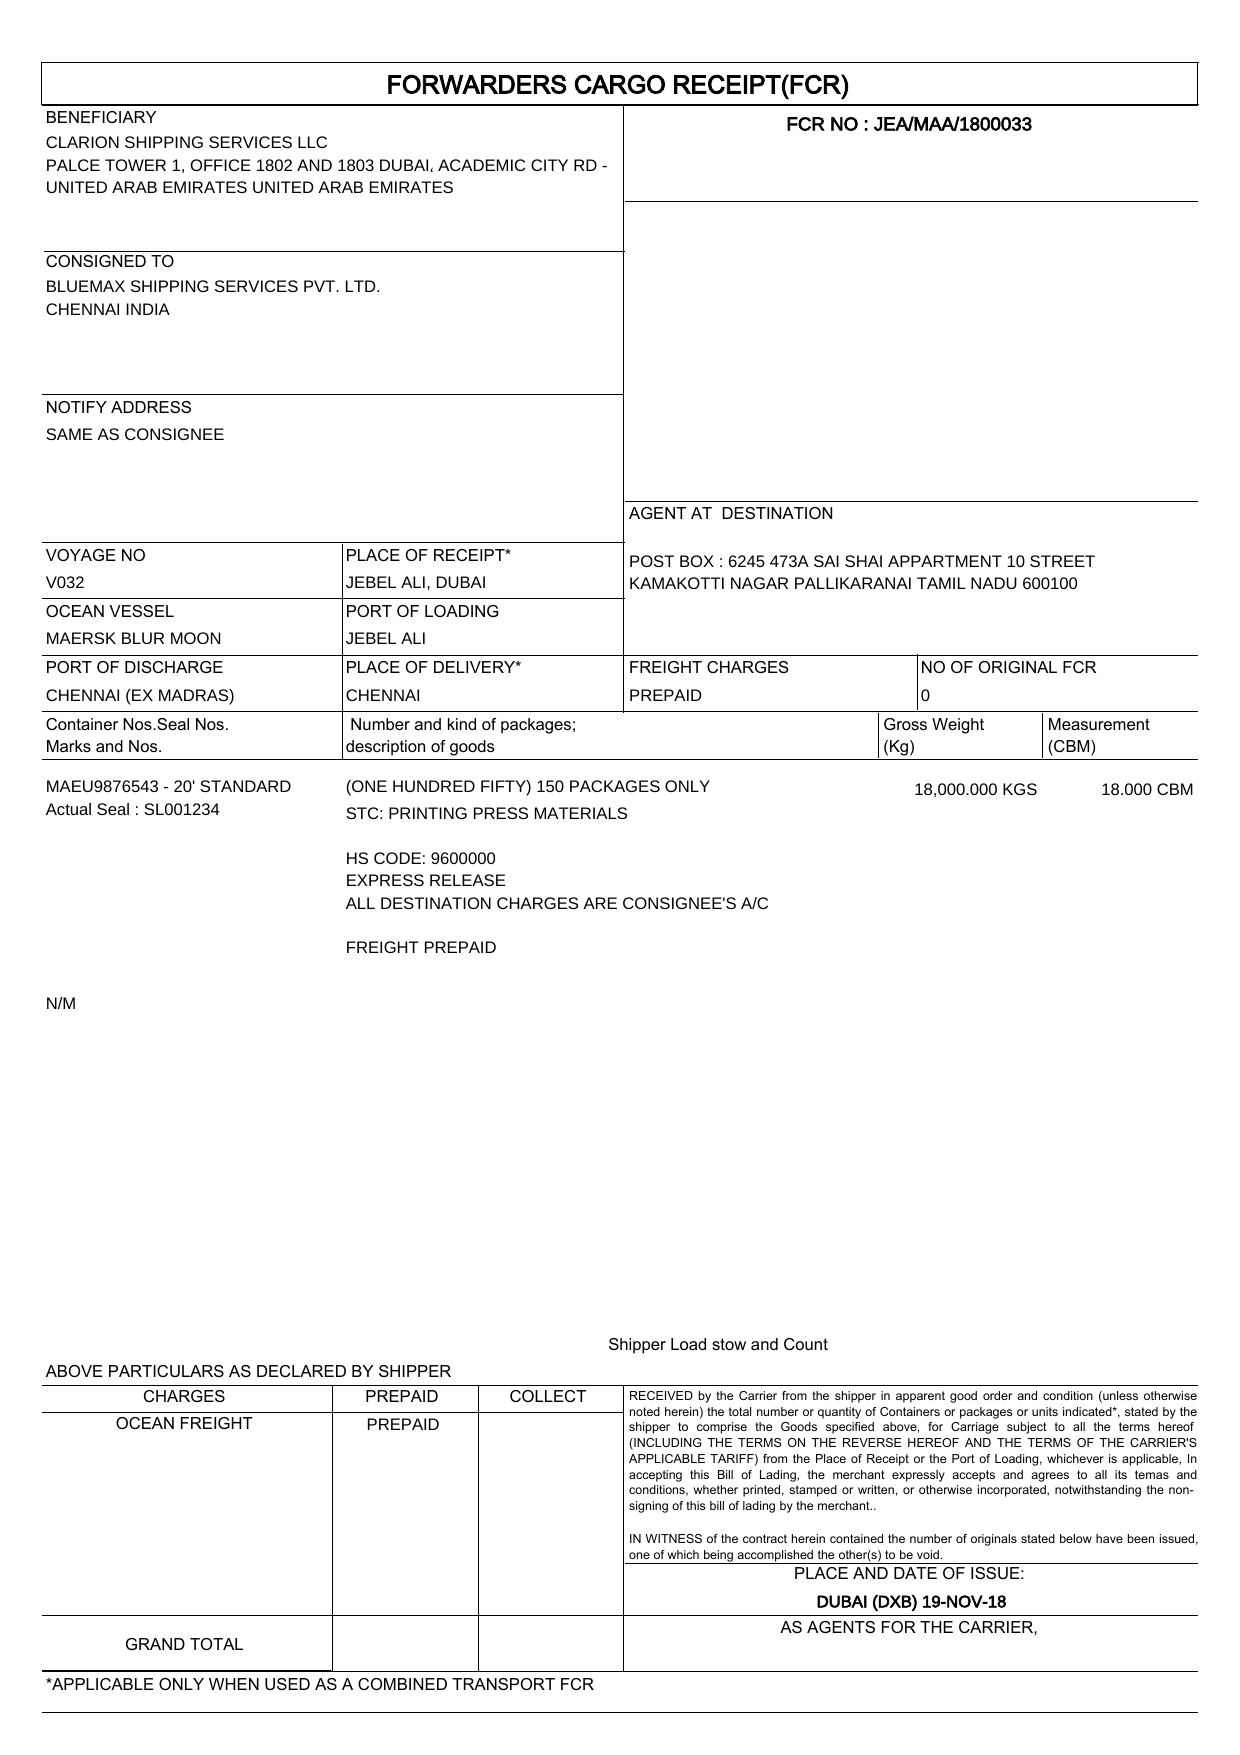 FORWARDERS CARGO RECEIPT(FCR)
BENEFICIARY
CLARION SHIPPING SERVICES LLC
PALCE TOWER 1, OFFICE 1802 AND 1803 DUBAI, ACADEMIC CITY RD -
UNITED ARAB EMIRATES UNITED ARAB EMIRATES
FCR NO : JEA/MAA/1800033
CONSIGNED TO
BLUEMAX SHIPPING SERVICES PVT. LTD.
CHENNAI INDIA
NOTIFY ADDRESS
SAME AS CONSIGNEE
AGENT AT  DESTINATION
POST BOX : 6245 473A SAI SHAI APPARTMENT 10 STREET
KAMAKOTTI NAGAR PALLIKARANAI TAMIL NADU 600100
VOYAGE NO
V032
PLACE OF RECEIPT*
JEBEL ALI, DUBAI
OCEAN VESSEL
MAERSK BLUR MOON
PORT OF LOADING
JEBEL ALI
PORT OF DISCHARGE
CHENNAI (EX MADRAS)
PLACE OF DELIVERY*
CHENNAI
FREIGHT CHARGES
PREPAID
NO OF ORIGINAL FCR
0
Container Nos.Seal Nos.
Marks and Nos.
Number and kind of packages;
description of goods
Gross Weight
(Kg)
Measurement
(CBM)
MAEU9876543 - 20' STANDARD
Actual Seal : SL001234
(ONE HUNDRED FIFTY) 150 PACKAGES ONLY
STC: PRINTING PRESS MATERIALS
18,000.000 KGS
18.000 CBM
HS CODE: 9600000
EXPRESS RELEASE
ALL DESTINATION CHARGES ARE CONSIGNEE'S A/C
FREIGHT PREPAID
N/M
Shipper Load stow and Count
ABOVE PARTICULARS AS DECLARED BY SHIPPER
CHARGES
PREPAID
COLLECT
OCEAN FREIGHT
PREPAID
GRAND TOTAL
RECEIVED by the Carrier from the shipper in apparent good order and condition (unless otherwise
noted herein) the total number or quantity of Containers or packages or units indicated*, stated by the
shipper to comprise the Goods specified above, for Carriage subject to all the terms hereof
(INCLUDING THE TERMS ON THE REVERSE HEREOF AND THE TERMS OF THE CARRIER'S
APPLICABLE TARIFF) from the Place of Receipt or the Port of Loading, whichever is applicable, In
accepting this Bill of Lading, the merchant expressly accepts and agrees to all its temas and
conditions, whether printed, stamped or written, or otherwise incorporated, notwithstanding the non-
signing of this bill of lading by the merchant..
IN WITNESS of the contract herein contained the number of originals stated below have been issued,
one of which being accomplished the other(s) to be void.
PLACE AND DATE OF ISSUE:
DUBAI (DXB) 19-NOV-18
AS AGENTS FOR THE CARRIER,
*APPLICABLE ONLY WHEN USED AS A COMBINED TRANSPORT FCR